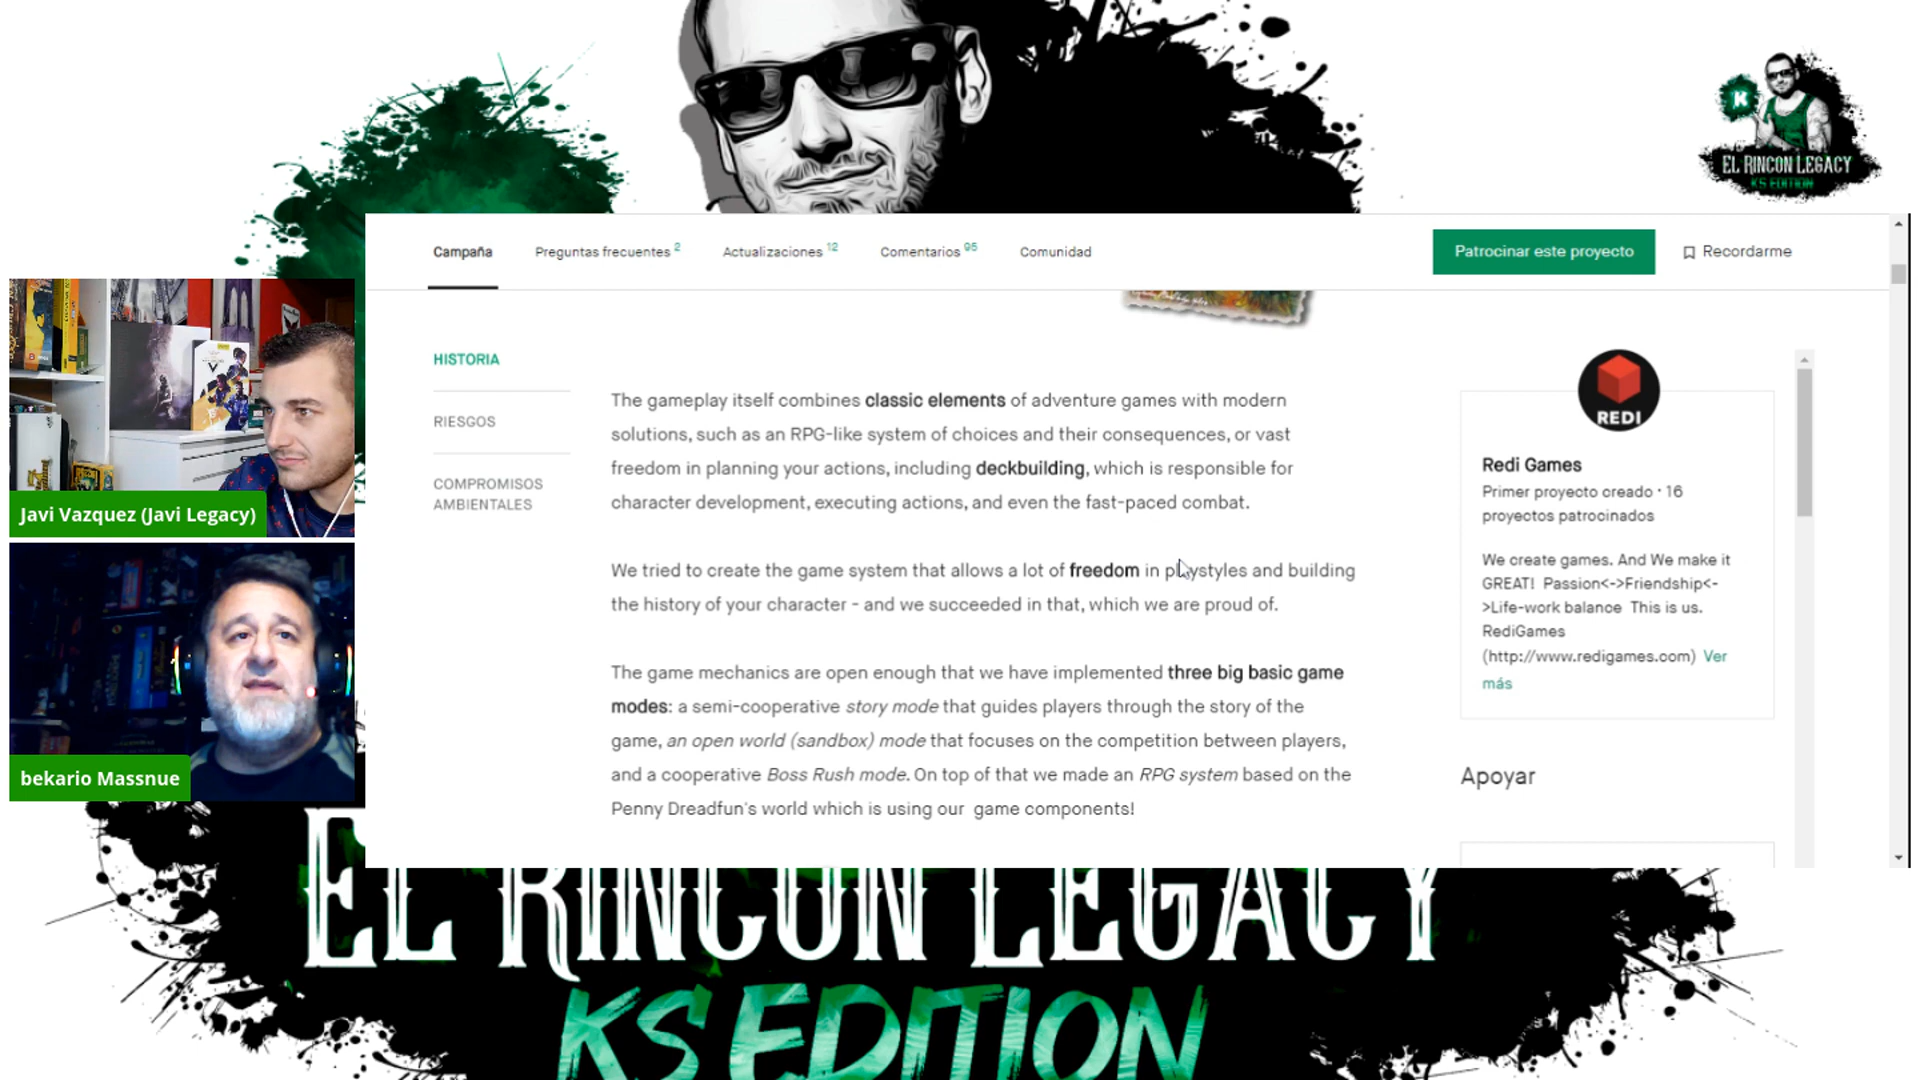 EL RINCON LEGACY
KS EDITION
Campaña
Preguntas frecuentes 2
Actualizaciones 12
Comentarios 95
Comunidad
Patrocinar este proyecto
Recordarme
HISTORIA
RIESGOS
COMPROMISOS
AMBIENTALES
The gameplay itself combines classic elements of adventure games with modern
solutions, such as an RPG-like system of choices and their consequences, or vast
freedom in planning your actions, including deckbuilding, which is responsible for
character development, executing actions, and even the fast-paced combat.
We tried to create the game system that allows a lot of freedom in playstyles and building
the history of your character - and we succeeded in that, which we are proud of.
The game mechanics are open enough that we have implemented three big basic game
modes: a semi-cooperative story mode that guides players through the story of the
game, an open world (sandbox) mode that focuses on the competition between players,
and a cooperative Boss Rush mode. On top of that we made an RPG system based on the
Penny Dreadfun's world which is using our game components!
REDI
Redi Games
Primer proyecto creado · 16
proyectos patrocinados
We create games. And We make it
GREAT! Passion<->Friendship<-
>Life-work balance This is us.
RediGames
(http://www.redigames.com) Ver
más
Apoyar
Javi Vazquez (Javi Legacy)
bekario Massnue
EL RINCON LEGACY
KS EDITION